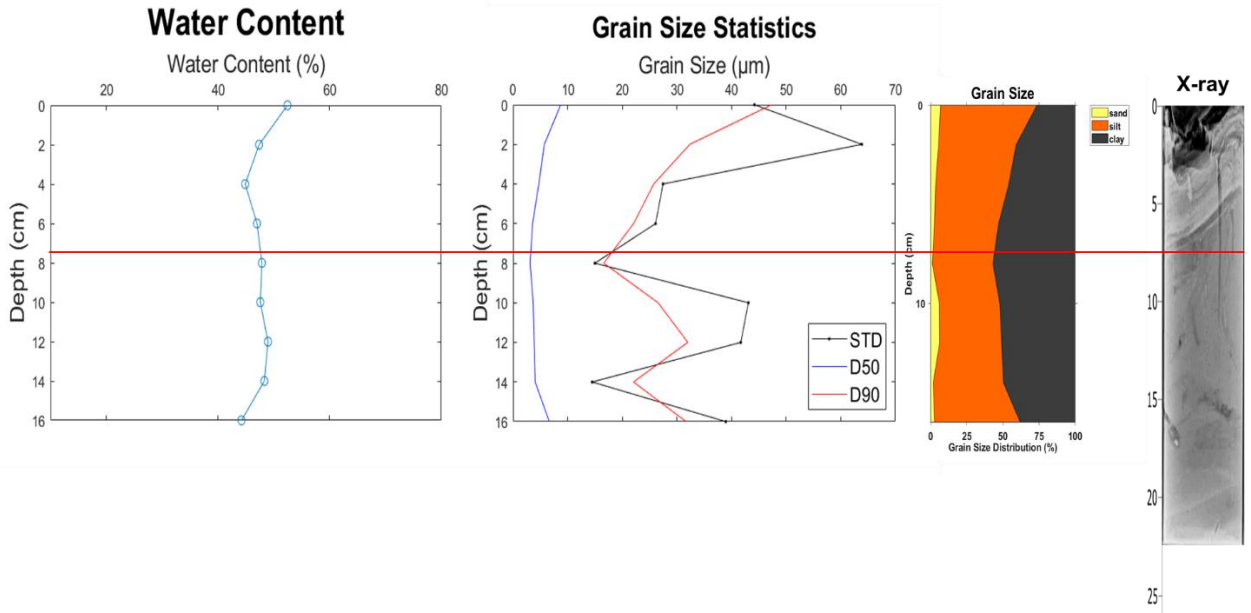 Water Content
Water Content (%)
20 40 60 80
0
2
4
6
8
10
12
14
16
Depth (cm)
Grain Size Statistics
Grain Size (µm)
0 10 20 30 40 50 60 70
0
2
4
6
8
10
12
14
16
Depth (cm)
STD
D50
D90
Grain Size
0
10
Depth (cm)
0 25 50 75 100
Grain Size Distribution (%)
sand
silt
clay
X-ray
0
5
10
15
20
25